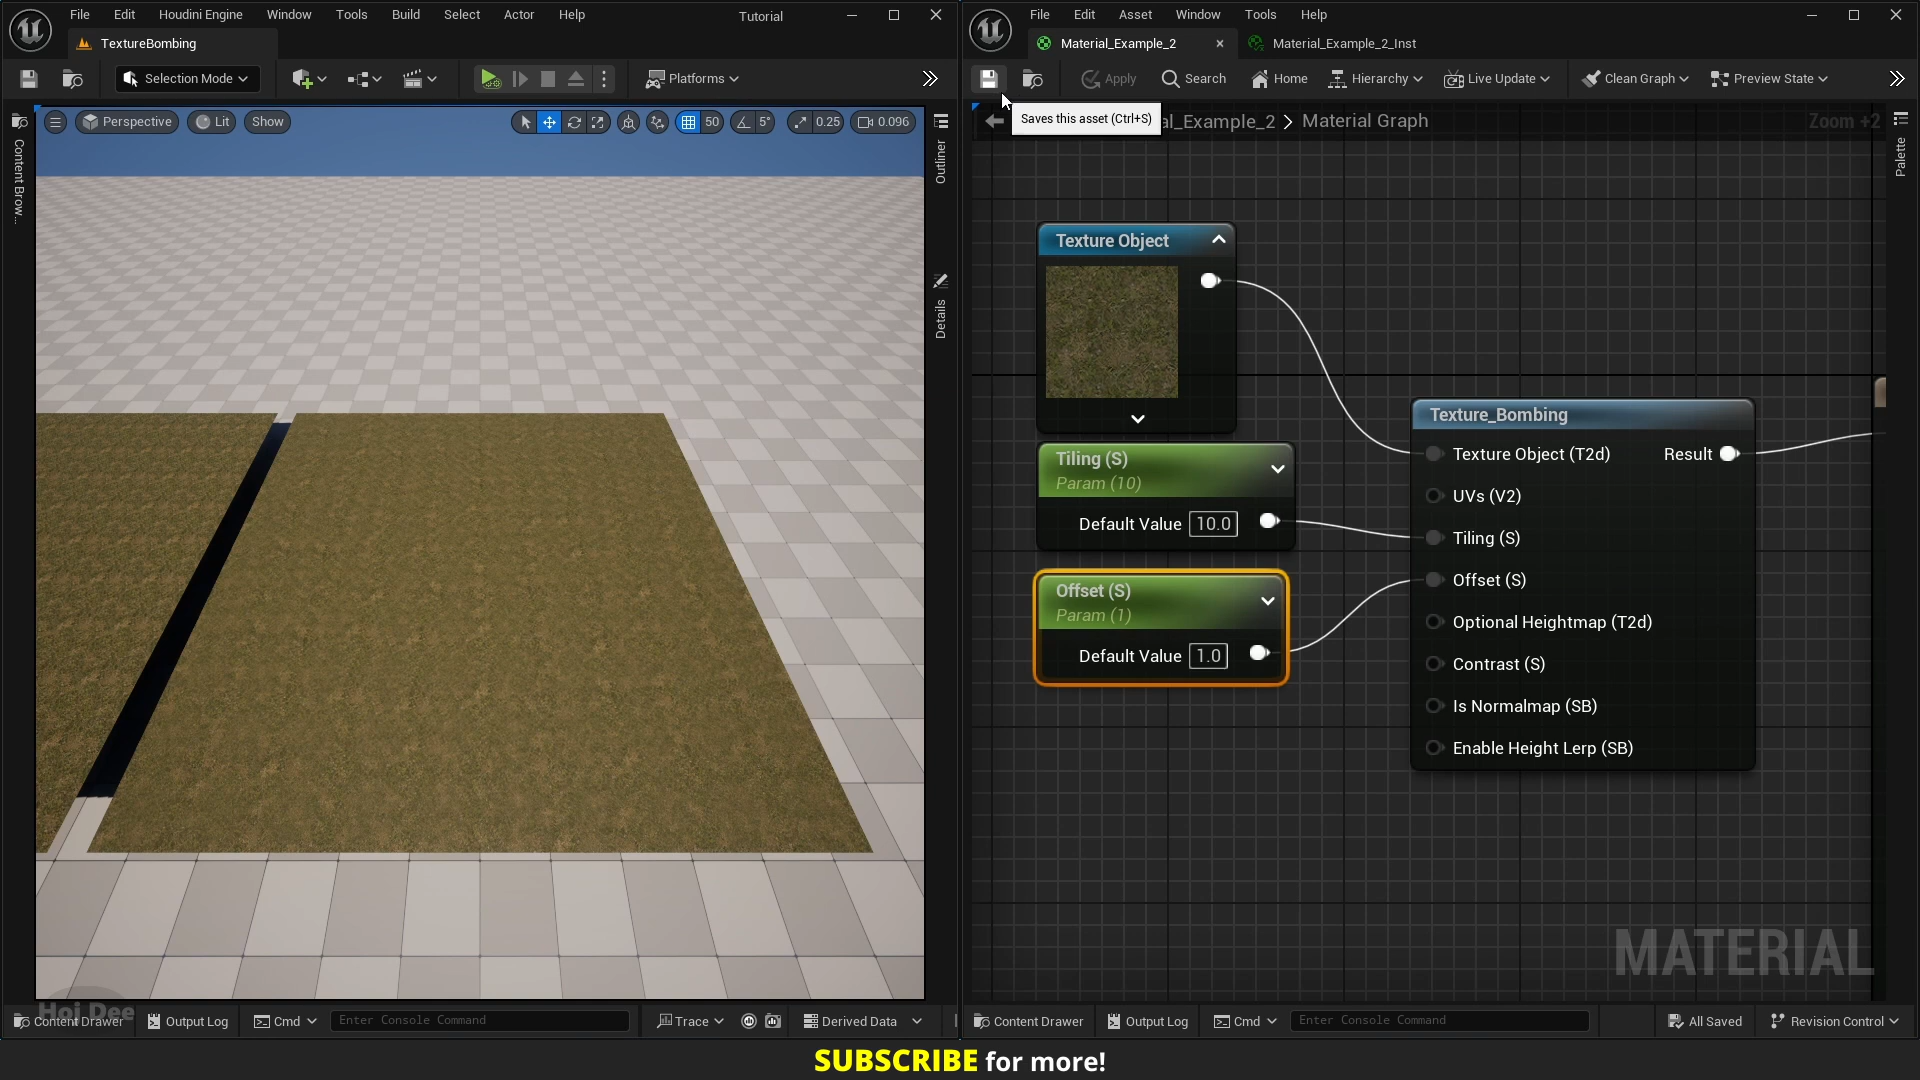 File Edit Houdini Engine Window Tools Build Select Actor Help Tutorial
TextureBombing
Selection Mode Platforms
Perspective Lit Show 50 5° 0.25 0.096
Content Brow...
Outliner
Details
File Edit Asset Window Tools Help
Material_Example_2 Material_Example_2_Inst
Apply Search Home Hierarchy Live Update Clean Graph Preview State
Saves this asset (Ctrl+S)
al_Example_2 > Material Graph Zoom +2
Palette
Texture Object
Tiling (S)
Param (10)
Default Value 10.0
Offset (S)
Param (1)
Default Value 1.0
Texture_Bombing
Texture Object (T2d) Result
UVs (V2)
Tiling (S)
Offset (S)
Optional Heightmap (T2d)
Contrast (S)
Is Normalmap (SB)
Enable Height Lerp (SB)
MATERIAL
Hoj Dee
Content Drawer Output Log Cmd Enter Console Command Trace Derived Data
Content Drawer Output Log Cmd Enter Console Command All Saved Revision Control
SUBSCRIBE for more!